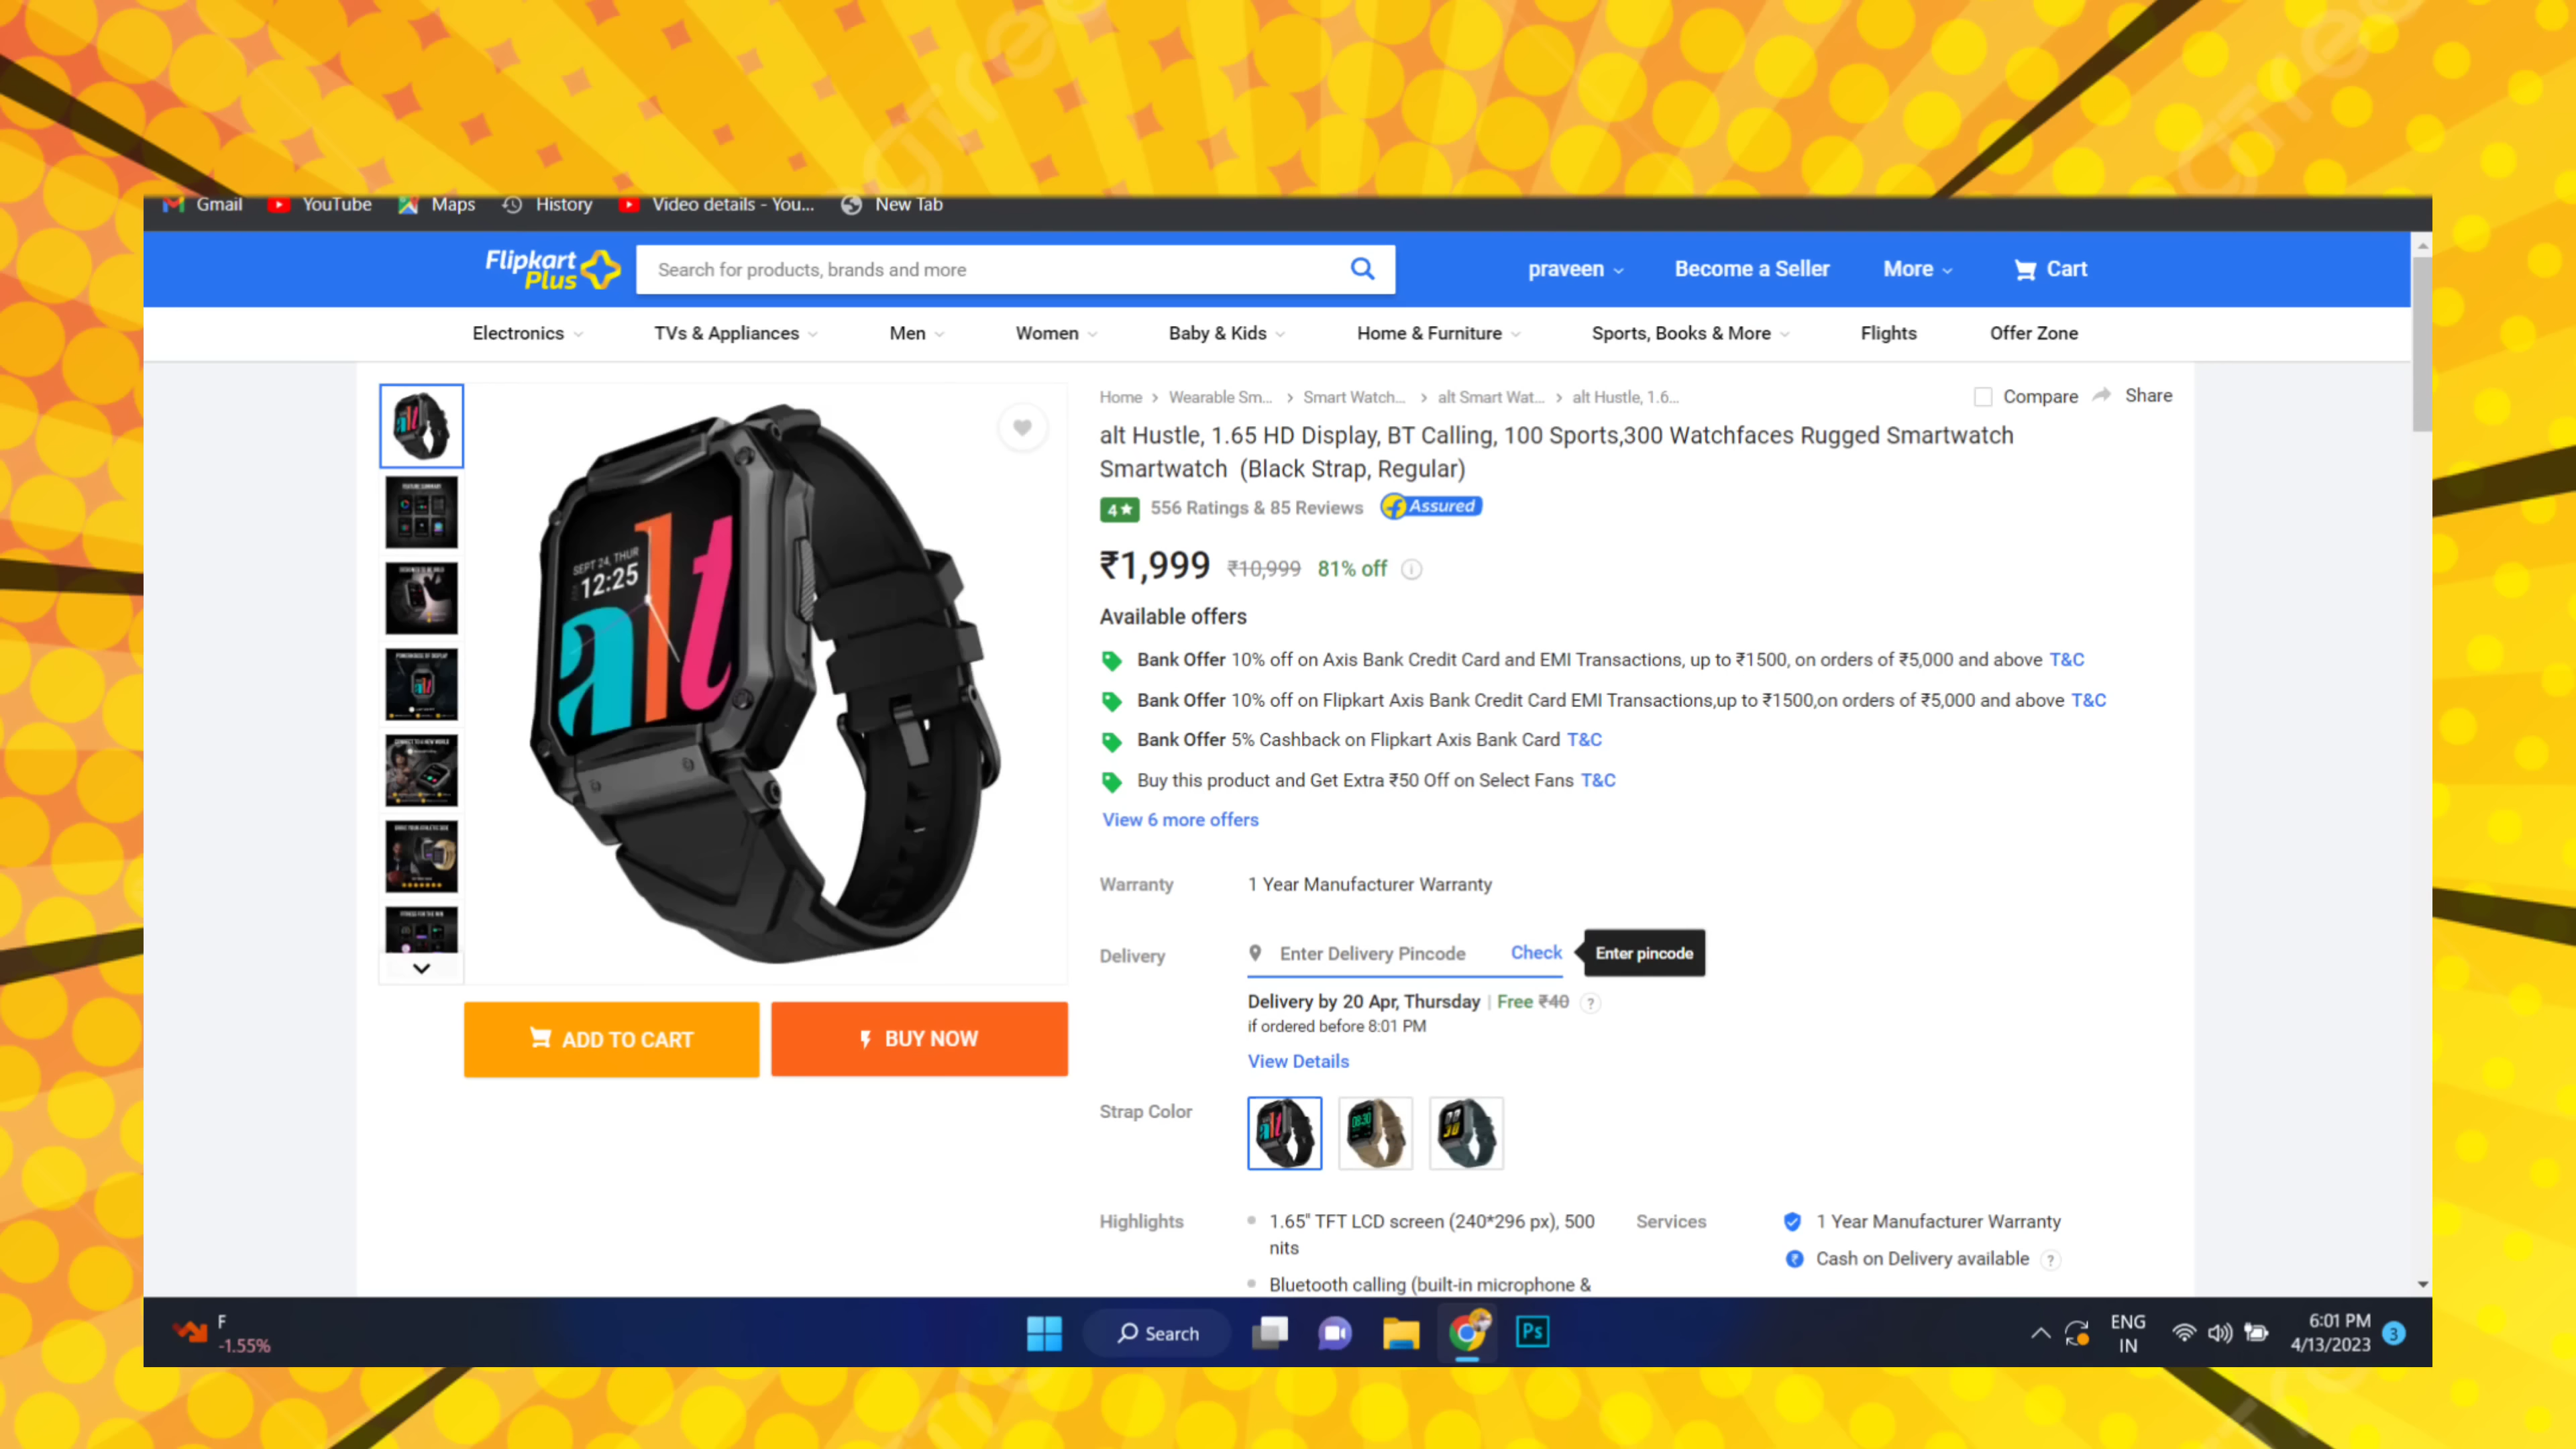 Gmail YouTube Maps History Video details - You... New Tab
Flipkart Plus
Search for products, brands and more
praveen Become a Seller More Cart
Electronics TVs & Appliances Men Women Baby & Kids Home & Furniture Sports, Books & More Flights Offer Zone
Home > Wearable Sm... > Smart Watch... > alt Smart Wat... > alt Hustle, 1.6...
Compare Share
alt Hustle, 1.65 HD Display, BT Calling, 100 Sports,300 Watchfaces Rugged Smartwatch
Smartwatch (Black Strap, Regular)
4★ 556 Ratings & 85 Reviews Assured
₹1,999 ₹10,999 81% off
SEPT 24, THUR
12:25
alt
Available offers
Bank Offer 10% off on Axis Bank Credit Card and EMI Transactions, up to ₹1500, on orders of ₹5,000 and above T&C
Bank Offer 10% off on Flipkart Axis Bank Credit Card EMI Transactions,up to ₹1500,on orders of ₹5,000 and above T&C
Bank Offer 5% Cashback on Flipkart Axis Bank Card T&C
Buy this product and Get Extra ₹50 Off on Select Fans T&C
View 6 more offers
Warranty 1 Year Manufacturer Warranty
Delivery Enter Delivery Pincode Check Enter pincode
Delivery by 20 Apr, Thursday | Free ₹40 ?
if ordered before 8:01 PM
View Details
ADD TO CART BUY NOW
Strap Color
Highlights
1.65" TFT LCD screen (240*296 px), 500
nits
Bluetooth calling (built-in microphone &
Services
1 Year Manufacturer Warranty
Cash on Delivery available ?
F
-1.55%
Search
Ps
ENG
IN
6:01 PM
4/13/2023
3